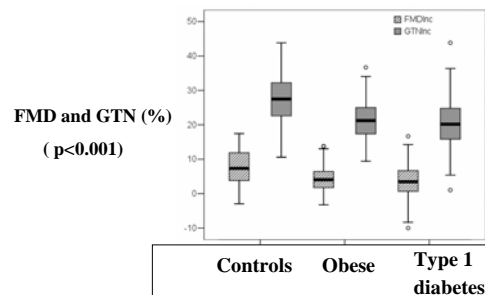 FMDInc
GTNInc
50
40
30
20
10
0
-10
FMD and GTN (%)
( p<0.001)
Controls
Obese
Type 1
diabetes